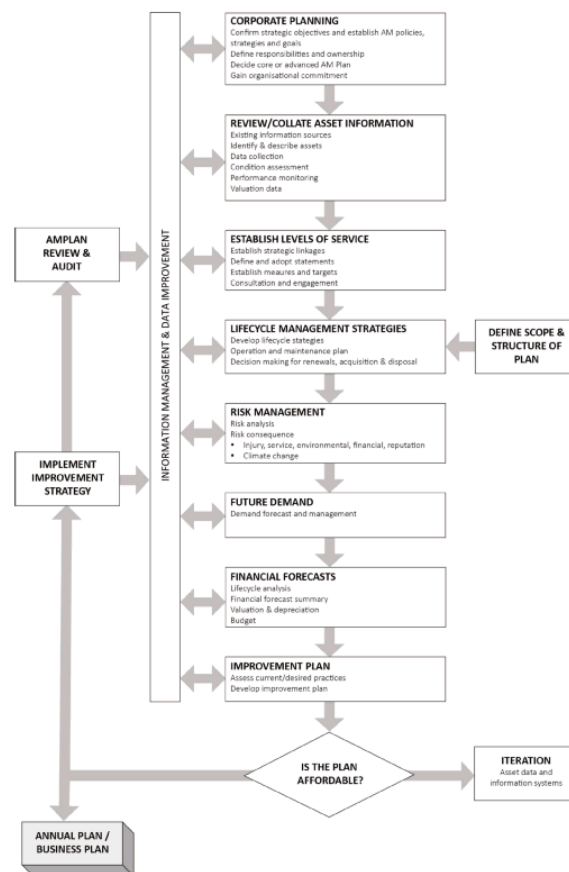 CORPORATE PLANNING
Confirm strategic objectives and establish AM policies,
strategies and goals
Define responsibilities and ownership
Decide core or advanced AM Plan
Gain organisational commitment
REVIEW/COLLATE ASSET INFORMATION
Existing information sources
Identify & describe assets
Data collection
Condition assessment
Performance monitoring
Valuation data
ESTABLISH LEVELS OF SERVICE
Establish strategic linkages
Define and adopt statements
Establish measures and targets
Consultation and engagement
LIFECYCLE MANAGEMENT STRATEGIES
Develop lifecycle stategies
Operation and maintenance plan
Decision making for renewals, acquisition & disposal
RISK MANAGEMENT
Risk analysis
Risk consequence
• Injury, service, environmental, financial, reputation
• Climate change
FUTURE DEMAND
Demand forecast and management
FINANCIAL FORECASTS
Lifecycle analysis
Financial forecast summary
Valuation & depreciation
Budget
IMPROVEMENT PLAN
Assess current/desired practices
Develop improvement plan
IS THE PLAN
AFFORDABLE?
INFORMATION MANAGEMENT & DATA IMPROVEMENT
AMPLAN
REVIEW &
AUDIT
IMPLEMENT
IMPROVEMENT
STRATEGY
ANNUAL PLAN /
BUSINESS PLAN
DEFINE SCOPE &
STRUCTURE OF
PLAN
ITERATION
Asset data and
information systems